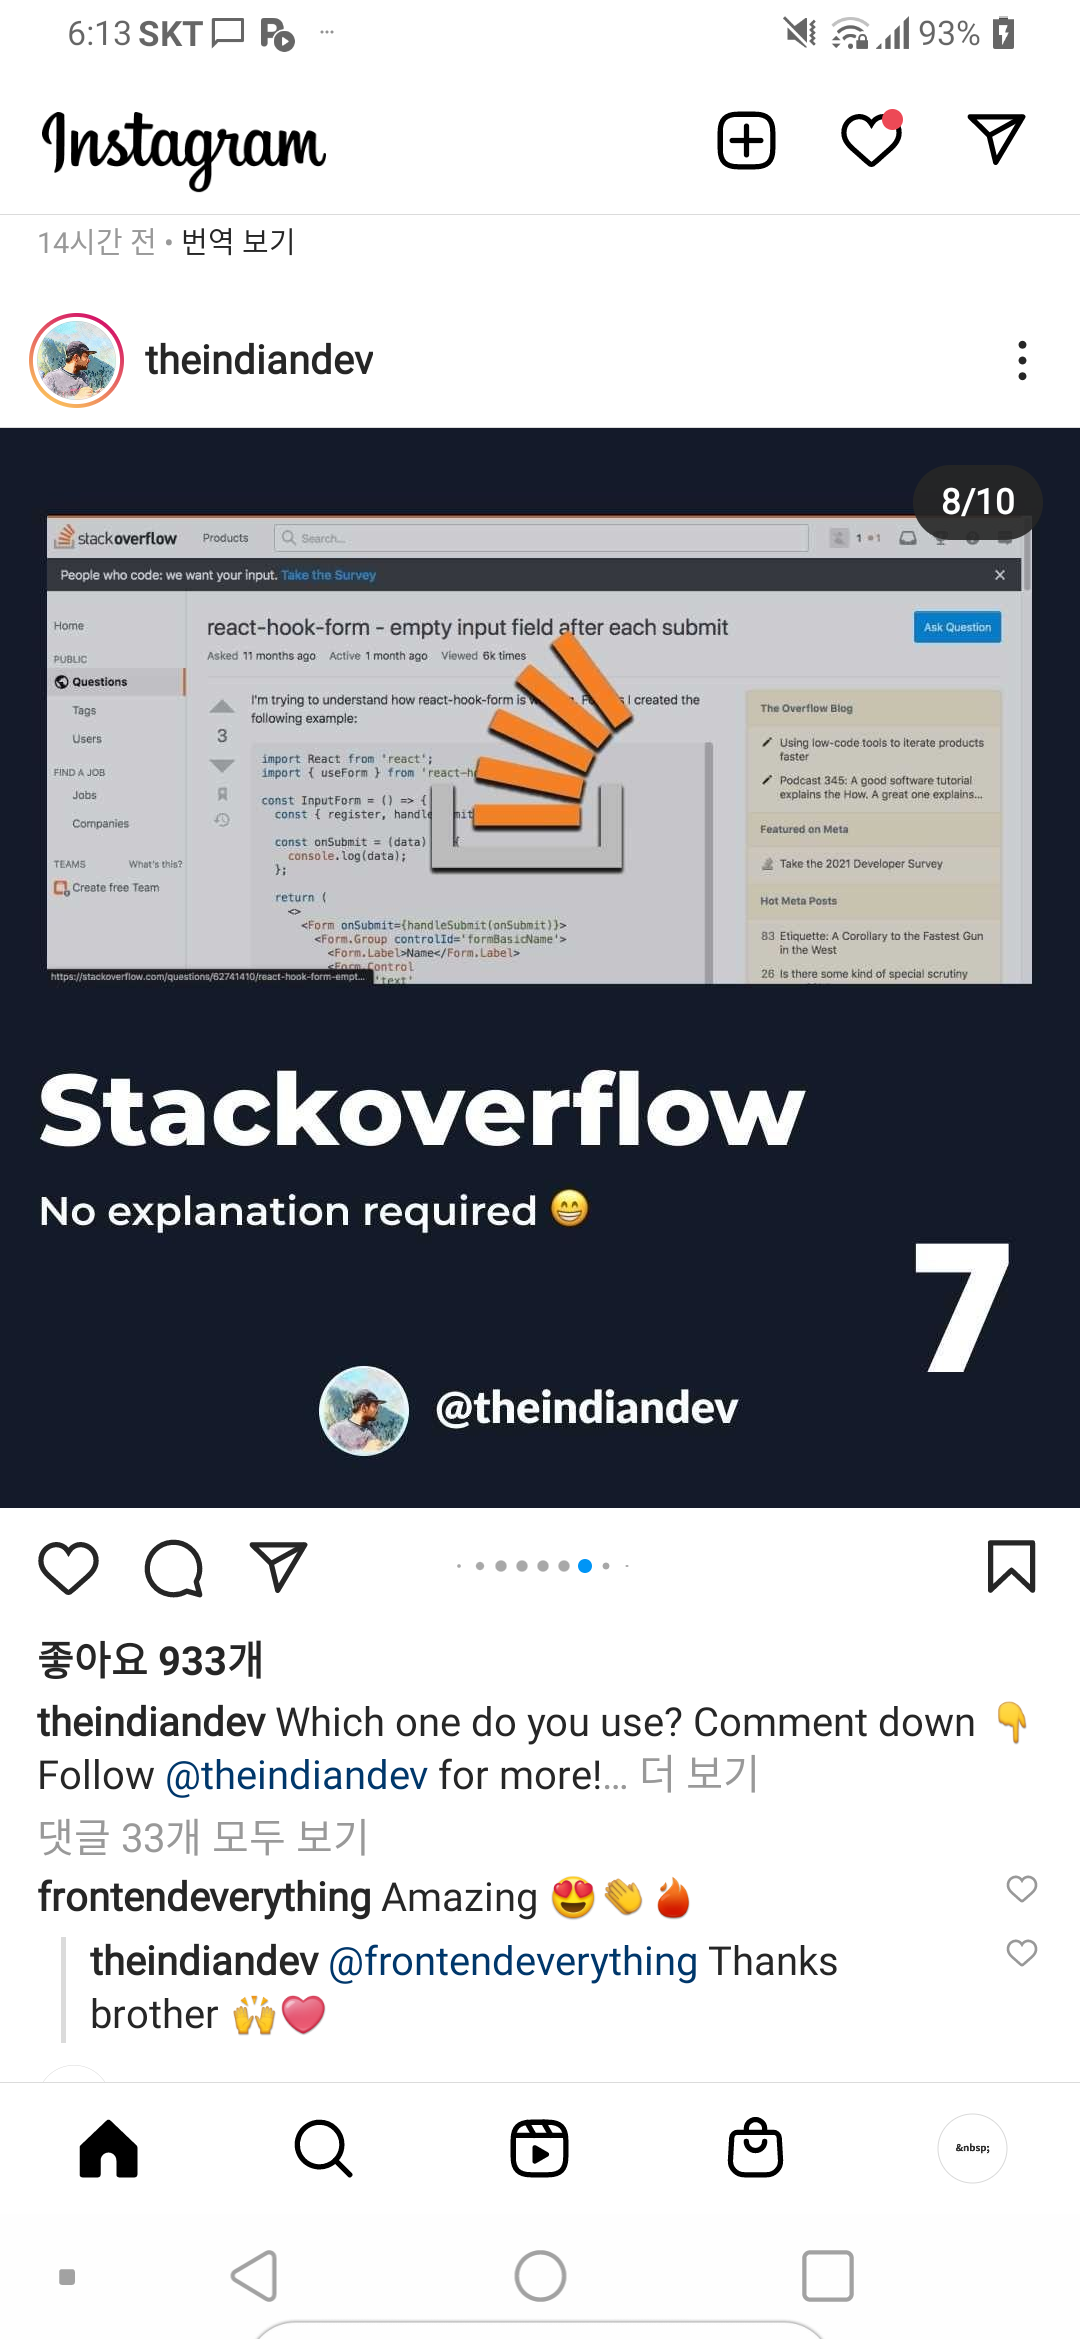 6:13 SKT
93%
Instagram
14시간 전 • 번역 보기
theindiandev
8/10
stackoverflow Products Search... 1 • 1
People who code: we want your input. Take the Survey
Home
PUBLIC
Questions
Tags
Users
FIND A JOB
Jobs
Companies
TEAMS What's this?
Create free Team
https://stackoverflow.com/questions/62741410/react-hook-form-empt...
react-hook-form - empty input field after each submit
Ask Question
Asked 11 months ago Active 1 month ago Viewed 6k times
3
I'm trying to understand how react-hook-form is I created the
following example:
import React from 'react';
import { useForm } from 'react-h
const InputForm = () => {
const { register, handle mit
const onSubmit = (data) {
console.log(data);
};
return (
<>
<Form onSubmit={handleSubmit(onSubmit)}>
<Form.Group controlId='formBasicName'>
<Form.Label>Name</Form.Label>
<Form.Control
'text'
The Overflow Blog
Using low-code tools to iterate products
faster
Podcast 345: A good software tutorial
explains the How. A great one explains...
Featured on Meta
Take the 2021 Developer Survey
Hot Meta Posts
83 Etiquette: A Corollary to the Fastest Gun
in the West
26 Is there some kind of special scrutiny
Stackoverflow
No explanation required 😁
7
@theindiandev
좋아요 933개
theindiandev Which one do you use? Comment down 👇
Follow @theindiandev for more!... 더 보기
댓글 33개 모두 보기
frontendeverything Amazing 😍👏🔥
theindiandev @frontendeverything Thanks
brother 🙌❤️
&nbsp;